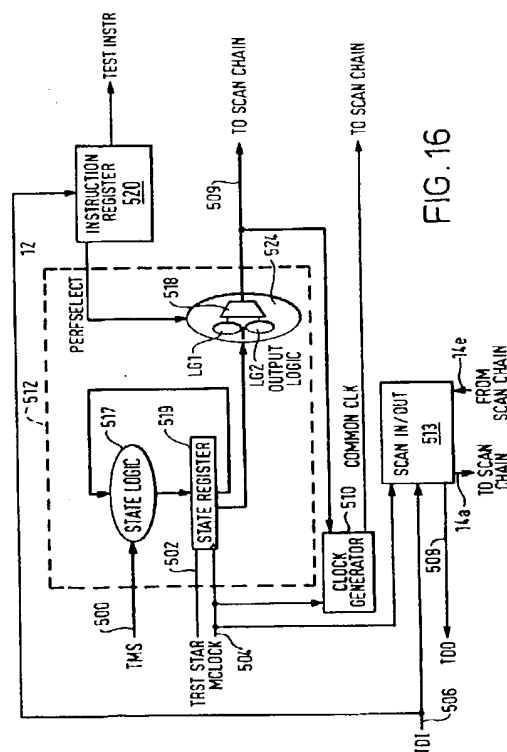 TEST INSTR
INSTRUCTION
REGISTER
520
12
PERFSELECT
512
517
STATE LOGIC
519
STATE REGISTER
518
524
LG1
LG2
OUTPUT
LOGIC
509
TO SCAN CHAIN
TMS
500
502
TRST STAR
MCLOCK
504
510
CLOCK
GENERATOR
COMMON CLK
TO SCAN CHAIN
SCAN IN/OUT
513
TDI
506
TDO
508
14a
TO SCAN
CHAIN
14e
FROM
SCAN CHAIN
FIG. 16